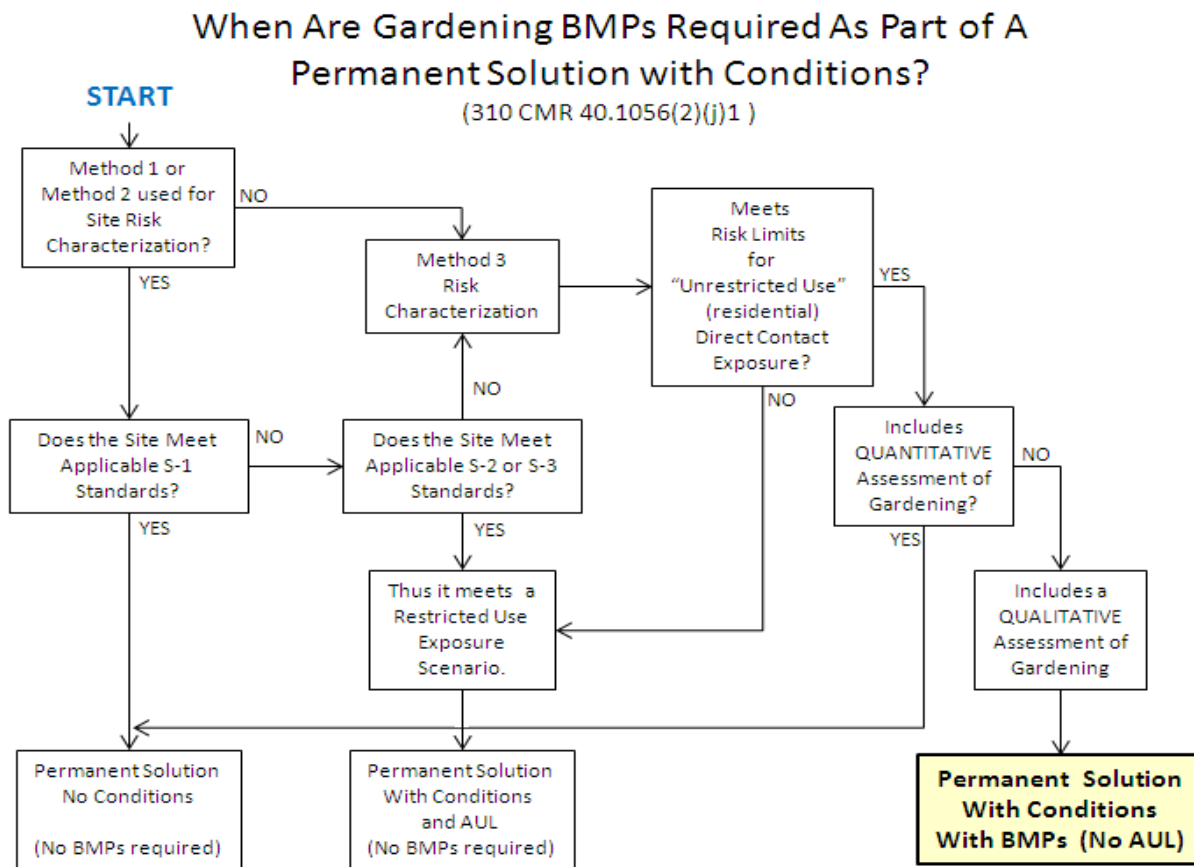 When Are Gardening BMPs Required As Part of A
Permanent Solution with Conditions?
(310 CMR 40.1056(2)(j)1 )
START
Method 1 or
Method 2 used for
Site Risk
Characterization?
NO
YES
Method 3
Risk
Characterization
Meets
Risk Limits
for
“Unrestricted Use”
(residential)
Direct Contact
Exposure?
YES
NO
NO
Does the Site Meet
Applicable S-1
Standards?
NO
YES
Does the Site Meet
Applicable S-2 or S-3
Standards?
YES
Includes
QUANTITATIVE
Assessment of
Gardening?
NO
YES
Thus it meets a
Restricted Use
Exposure
Scenario.
Includes a
QUALITATIVE
Assessment of
Gardening
Permanent Solution
No Conditions
(No BMPs required)
Permanent Solution
With Conditions
and AUL
(No BMPs required)
Permanent Solution
With Conditions
With BMPs (No AUL)